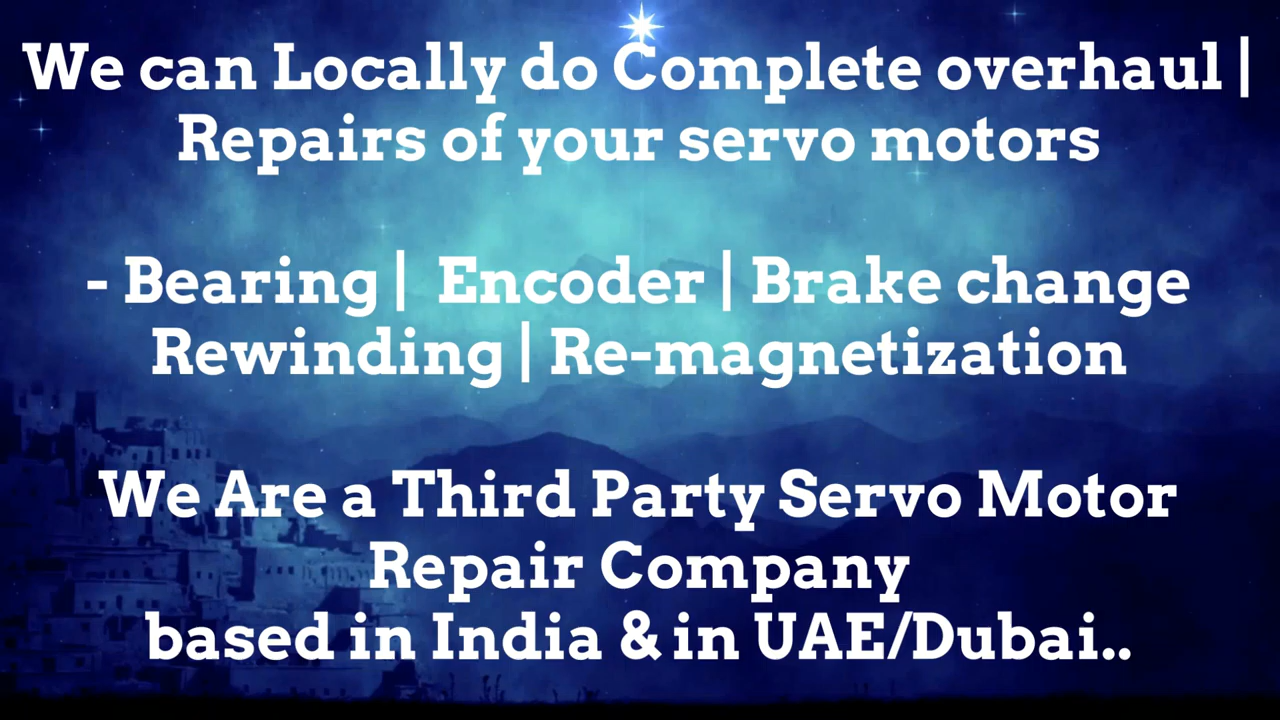 We can Locally do Complete overhaul |
Repairs of your servo motors
- Bearing | Encoder | Brake change
Rewinding | Re-magnetization
We Are a Third Party Servo Motor
Repair Company
based in India & in UAE/Dubai..